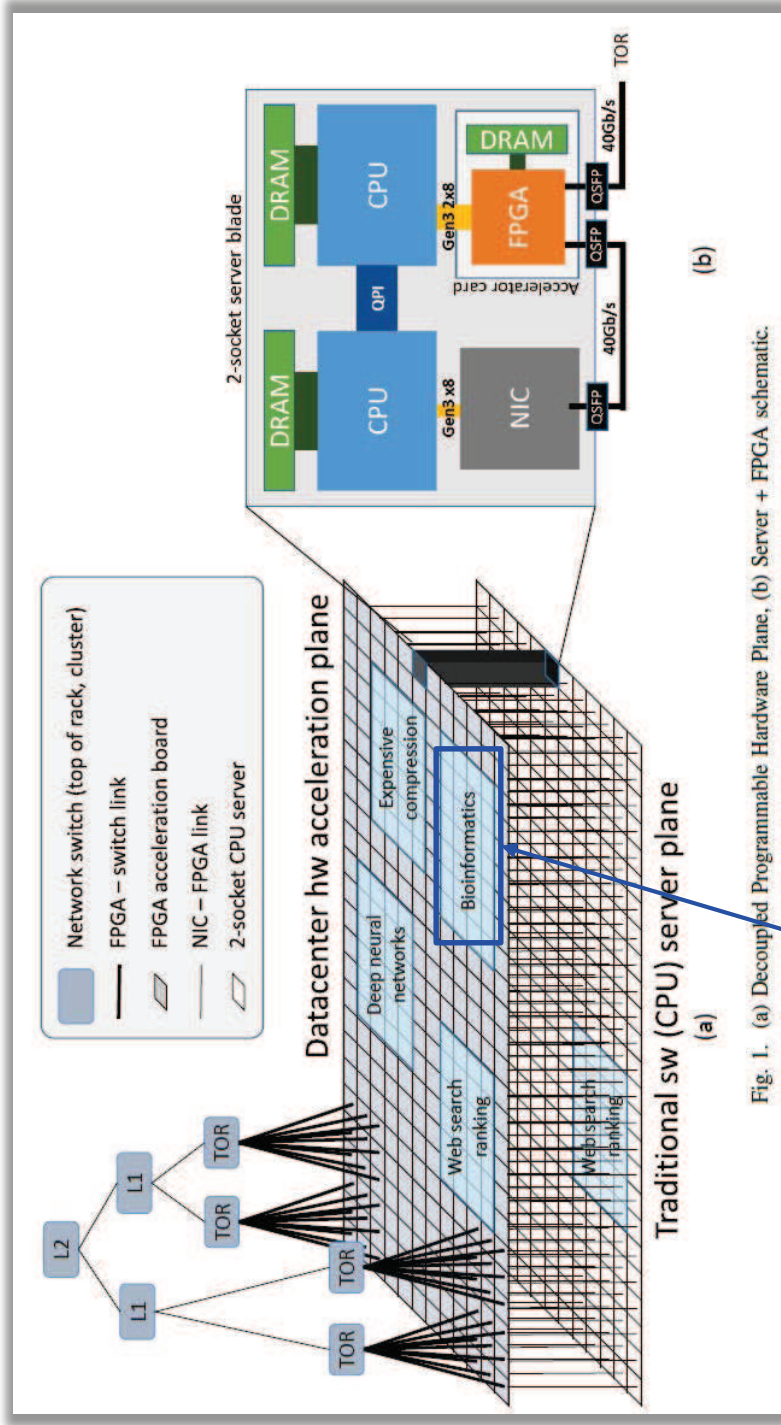 L2
L1
L1
TOR
TOR
TOR
TOR
Network switch (top of rack, cluster)
FPGA – switch link
FPGA acceleration board
NIC – FPGA link
2-socket CPU server
Datacenter hw acceleration plane
Deep neural
networks
Expensive
compression
Web search
ranking
Bioinformatics
Web search
ranking
Traditional sw (CPU) server plane
(a)
2-socket server blade
DRAM
DRAM
CPU
QPI
CPU
Gen3 x8
Gen3 2x8
NIC
FPGA
DRAM
Accelerator card
QSFP
QSFP
QSFP
40Gb/s
40Gb/s
TOR
(b)
Fig. 1. (a) Decoupled Programmable Hardware Plane, (b) Server + FPGA schematic.